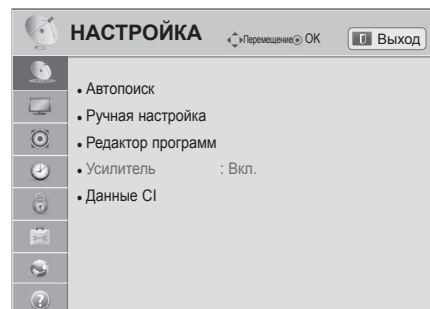 НАСТРОЙКА Перемещение OK Выход
• Автопоиск
• Ручная настройка
• Редактор программ
• Усилитель : Вкл.
• Данные CI